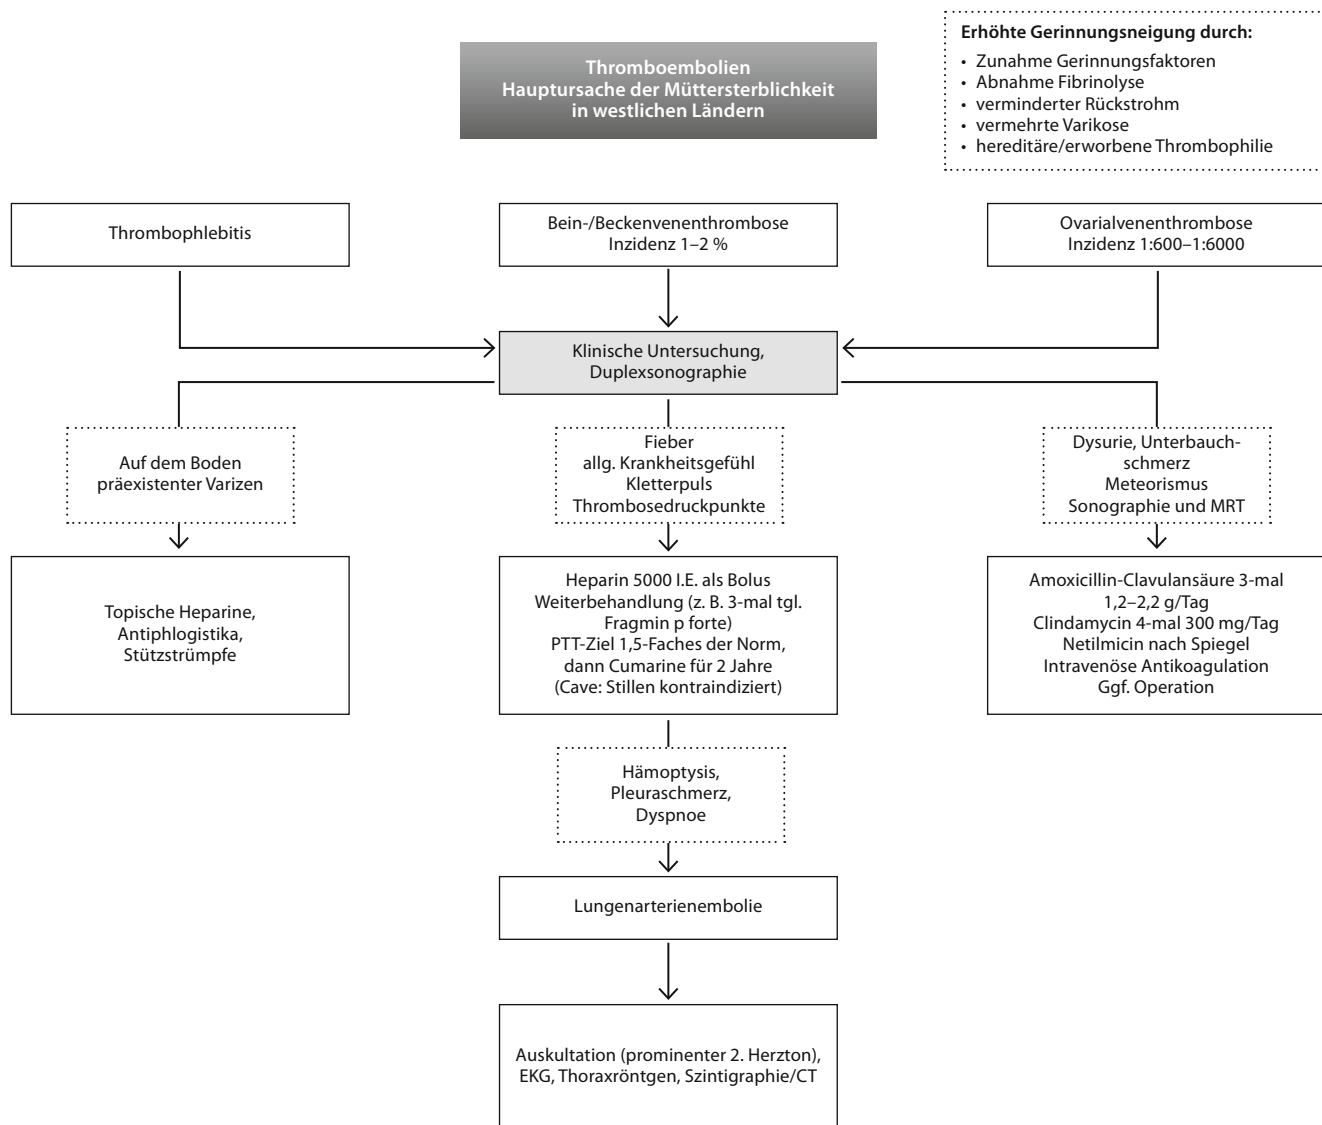 Erhöhte Gerinnungsneigung durch:
• Zunahme Gerinnungsfaktoren
• Abnahme Fibrinolyse
• verminderter Rückstrohm
• vermehrte Varikose
• hereditäre/erworbene Thrombophilie
Thromboembolien
Hauptursache der Müttersterblichkeit
in westlichen Ländern
Thrombophlebitis
Bein-/Beckenvenenthrombose
Inzidenz 1–2 %
Ovarialvenenthrombose
Inzidenz 1:600–1:6000
Klinische Untersuchung,
Duplexsonographie
Auf dem Boden
präexistenter Varizen
Fieber
allg. Krankheitsgefühl
Kletterpuls
Thrombosedruckpunkte
Dysurie, Unterbauch-
schmerz
Meteorismus
Sonographie und MRT
Topische Heparine,
Antiphlogistika,
Stützstrümpfe
Heparin 5000 I.E. als Bolus
Weiterbehandlung (z. B. 3-mal tgl.
Fragmin p forte)
PTT-Ziel 1,5-Faches der Norm,
dann Cumarine für 2 Jahre
(Cave: Stillen kontraindiziert)
Amoxicillin-Clavulansäure 3-mal
1,2–2,2 g/Tag
Clindamycin 4-mal 300 mg/Tag
Netilmicin nach Spiegel
Intravenöse Antikoagulation
Ggf. Operation
Hämoptysis,
Pleuraschmerz,
Dyspnoe
Lungenarterienembolie
Auskultation (prominenter 2. Herzton),
EKG, Thoraxröntgen, Szintigraphie/CT